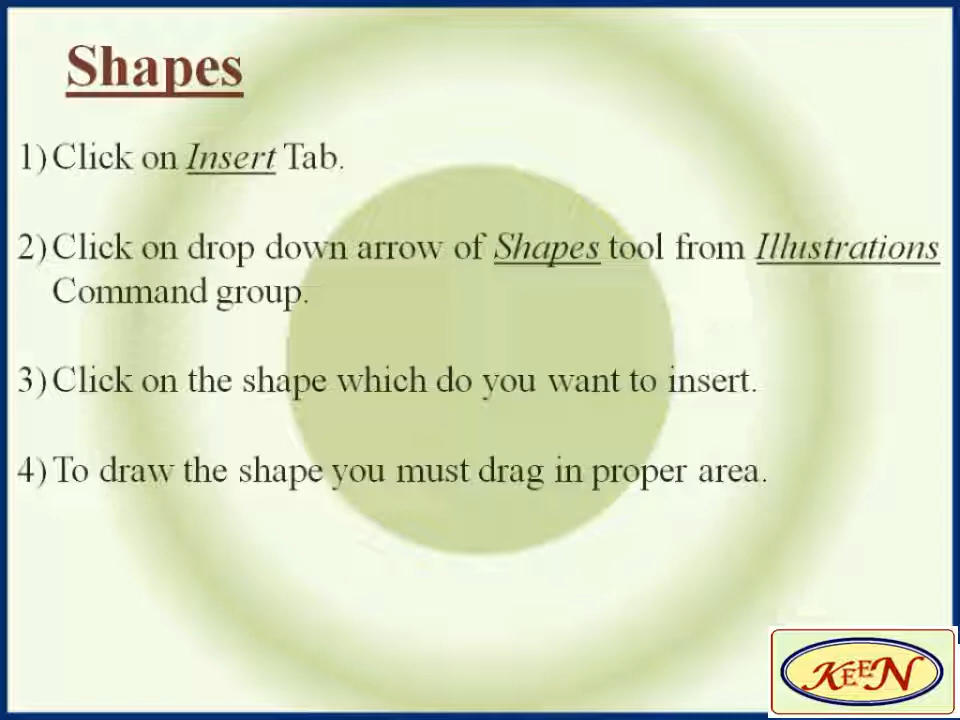 Shapes
1) Click on Insert Tab.
2) Click on drop down arrow of Shapes tool from Illustrations
Command group.
3) Click on the shape which do you want to insert.
4) To draw the shape you must drag in proper area.
KEEN